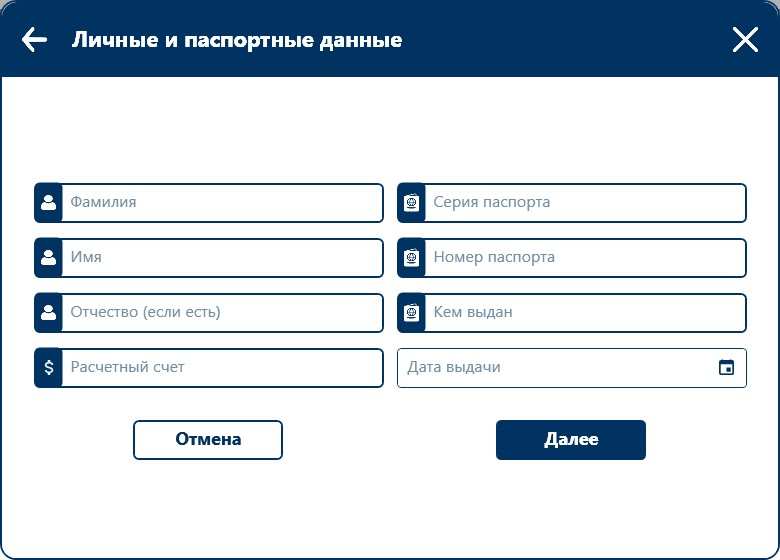 Личные и паспортные данные
Фамилия
Серия паспорта
Имя
Номер паспорта
Отчество (если есть)
Кем выдан
$ Расчетный счет
Дата выдачи
Отмена
Далее